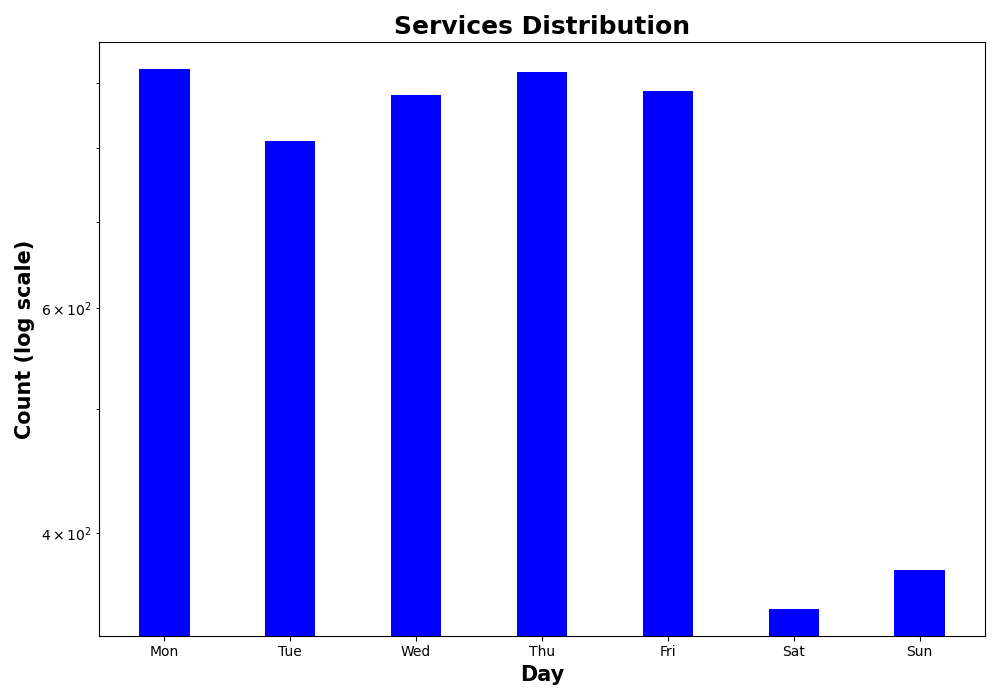 Services Distribution
Count (log scale)
6 × 10²
4 × 10²
Mon Tue Wed Thu Fri Sat Sun
Day